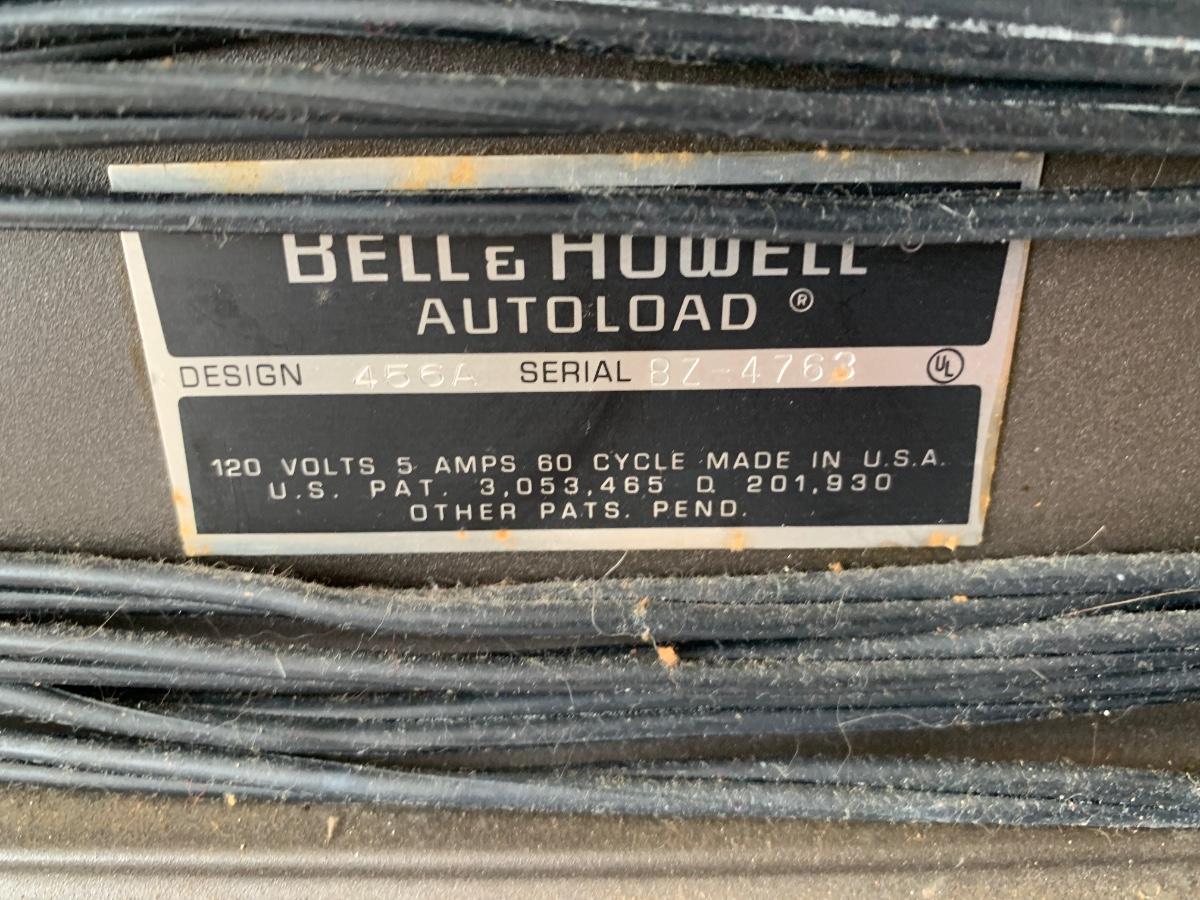 BELL & HOWELL
AUTOLOAD ®
DESIGN 456A SERIAL BZ-4763 UL
120 VOLTS 5 AMPS 60 CYCLE MADE IN U.S.A.
U.S. PAT. 3,053,465 D. 201,930
OTHER PATS. PEND.